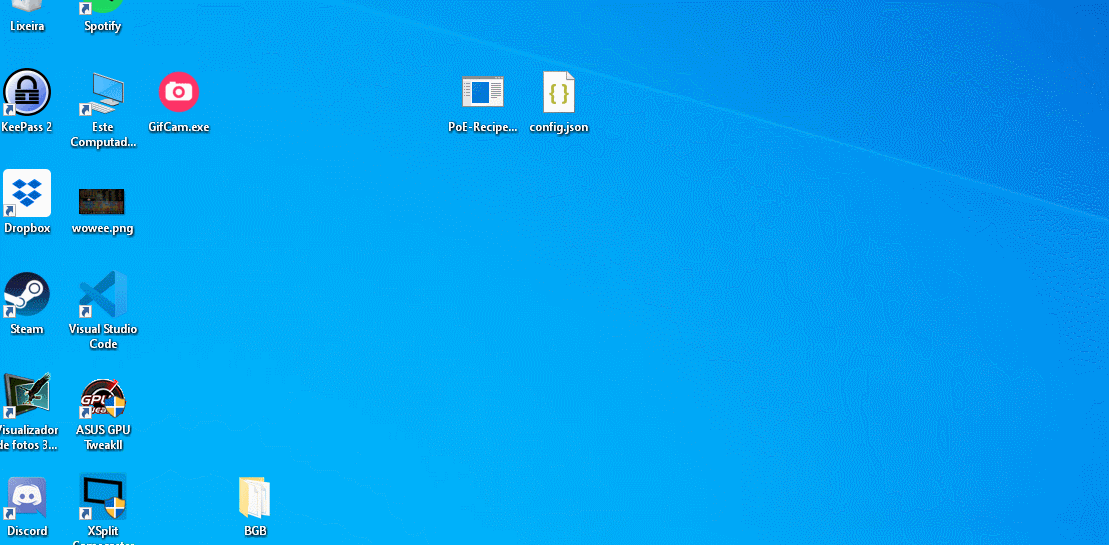 Lixeira
Spotify
KeePass 2
Este
Computad...
GifCam.exe
PoE-Recipe...
config.json
Dropbox
wowee.png
Steam
Visual Studio
Code
Visualizador
de fotos 3...
ASUS GPU
TweakII
Discord
XSplit
BGB